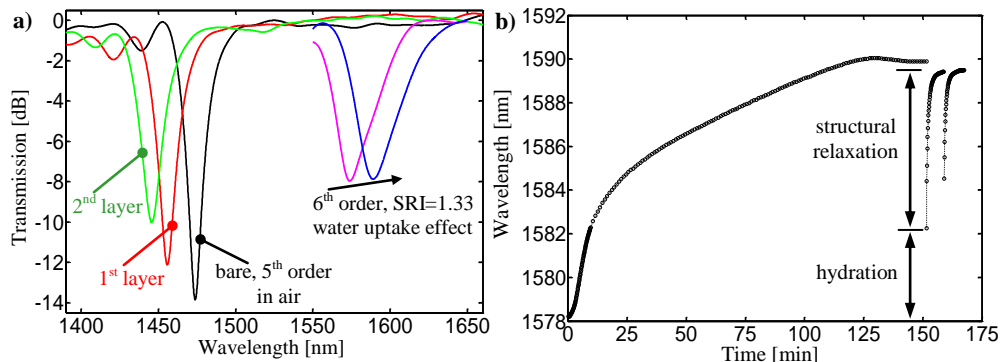 a)
0
-2
-4
-6
-8
-10
-12
-14
Transmission [dB]
2nd layer
1st layer
bare, 5th order
in air
6th order, SRI=1.33
water uptake effect
1400
1450
1500
1550
1600
1650
Wavelength [nm]
b)
1592
1590
1588
1586
1584
1582
1580
1578
Wavelength [nm]
structural
relaxation
hydration
0
25
50
75
100
125
150
175
Time [min]